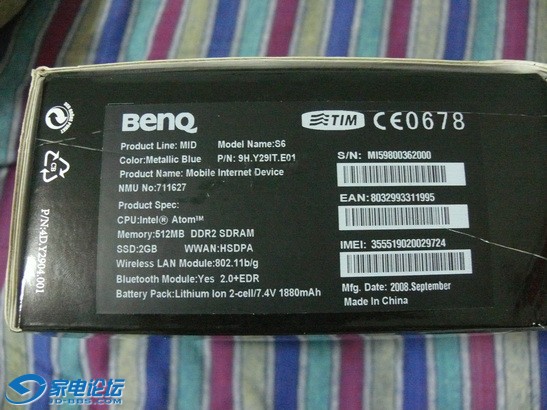 BenQ
TIM CE0678
Product Line: MID Model Name:S6
Color:Metallic Blue P/N: 9H.Y29IT.E01
Product Name: Mobile Internet Device
NMU No:711627
Product Spec:
CPU:Intel® Atom™
Memory:512MB DDR2 SDRAM
SSD:2GB WWAN:HSDPA
Wireless LAN Module:802.11b/g
Bluetooth Module:Yes 2.0+EDR
Battery Pack:Lithium Ion 2-cell/7.4V 1880mAh
S/N: MI59800362000
EAN: 8032993311995
IMEI: 355519020029724
Mfg. Date: 2008.September
Made In China
P/N:4D.Y2904.001
家电论坛
JD-BBS.COM